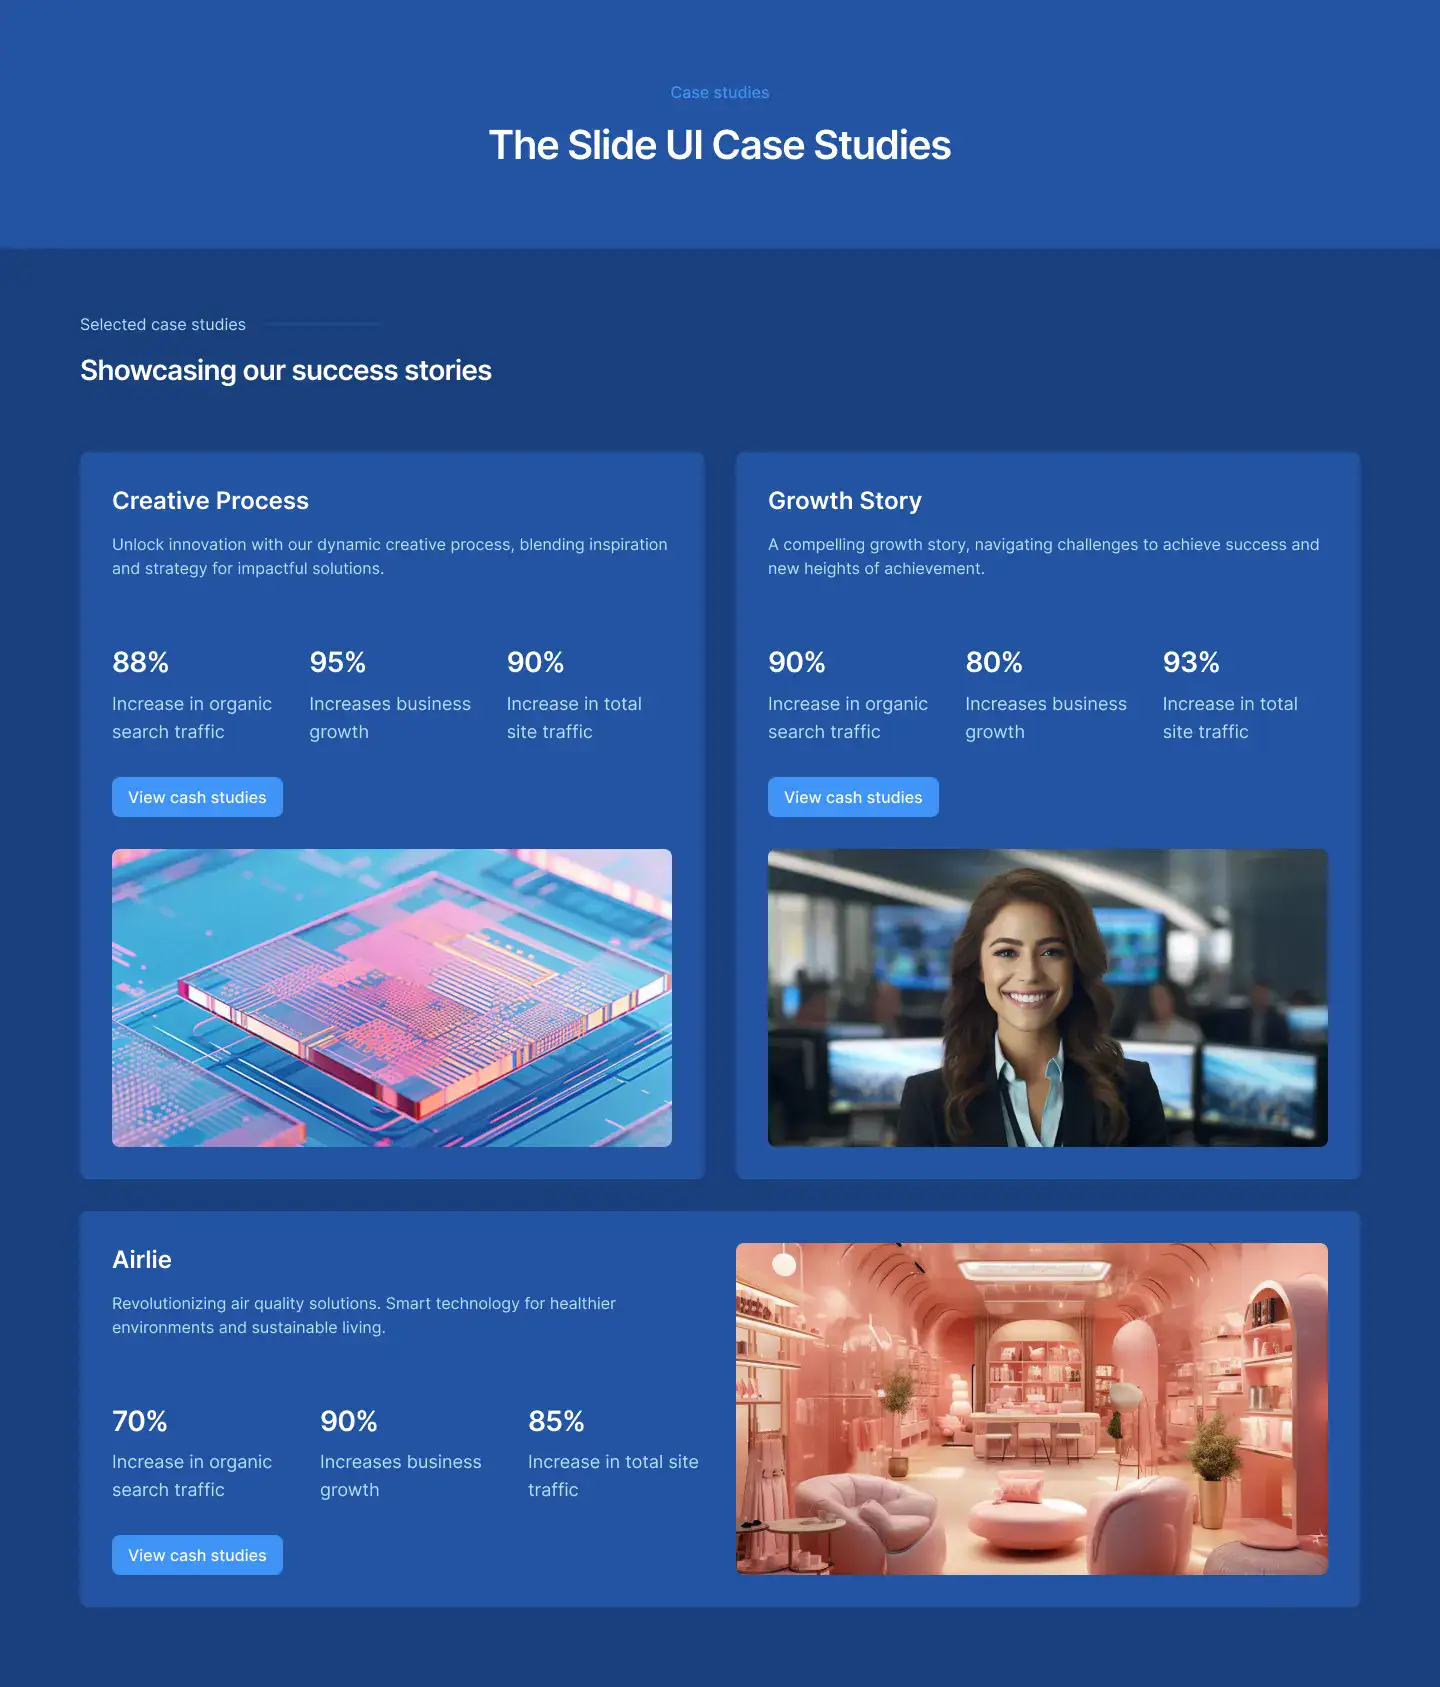 Case studies
The Slide UI Case Studies
Selected case studies
Showcasing our success stories
Creative Process
Unlock innovation with our dynamic creative process, blending inspiration
and strategy for impactful solutions.
88%
Increase in organic
search traffic
95%
Increases business
growth
90%
Increase in total
site traffic
View cash studies
Growth Story
A compelling growth story, navigating challenges to achieve success and
new heights of achievement.
90%
Increase in organic
search traffic
80%
Increases business
growth
93%
Increase in total
site traffic
View cash studies
Airlie
Revolutionizing air quality solutions. Smart technology for healthier
environments and sustainable living.
70%
Increase in organic
search traffic
90%
Increases business
growth
85%
Increase in total site
traffic
View cash studies